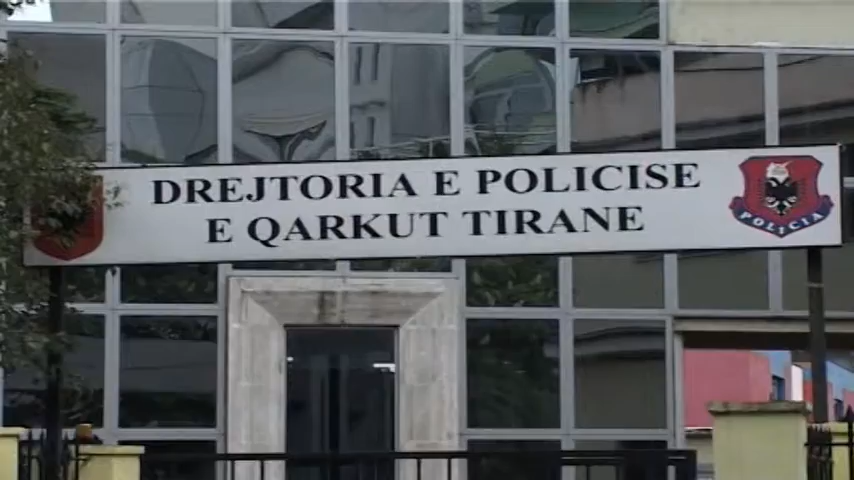 DREJTORIA E POLICISE
E QARKUT TIRANE
POLICIA